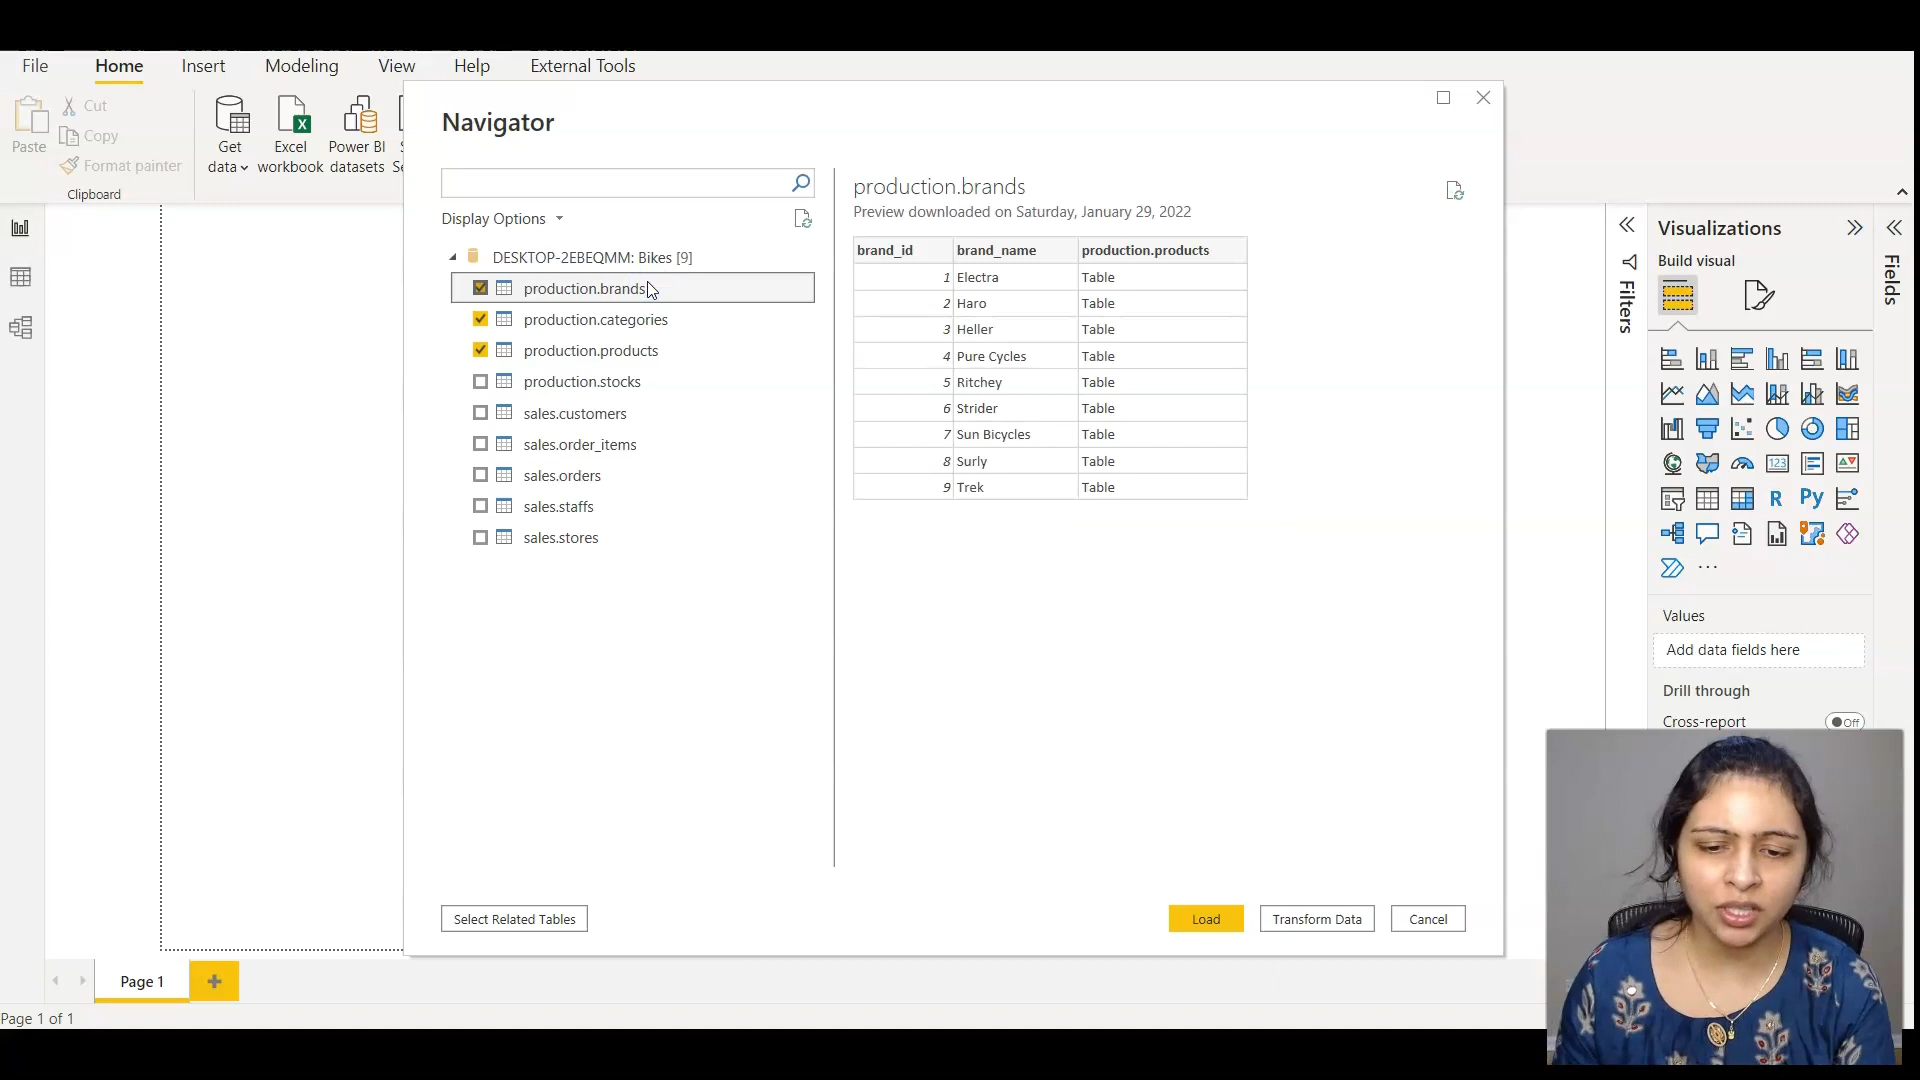 File Home Insert Modeling View Help External Tools
Paste
Cut
Copy
Format painter
Clipboard
Get data
Excel workbook
Power BI datasets
Navigator
Display Options
DESKTOP-2EBEQMM: Bikes [9]
production.brands
production.categories
production.products
production.stocks
sales.customers
sales.order_items
sales.orders
sales.staffs
sales.stores
Select Related Tables
production.brands
Preview downloaded on Saturday, January 29, 2022
brand_id brand_name production.products
1 Electra Table
2 Haro Table
3 Heller Table
4 Pure Cycles Table
5 Ritchey Table
6 Strider Table
7 Sun Bicycles Table
8 Surly Table
9 Trek Table
Load Transform Data Cancel
Filters
Visualizations
Build visual
123
R Py
Values
Add data fields here
Drill through
Cross-report Off
Fields
Page 1
Page 1 of 1